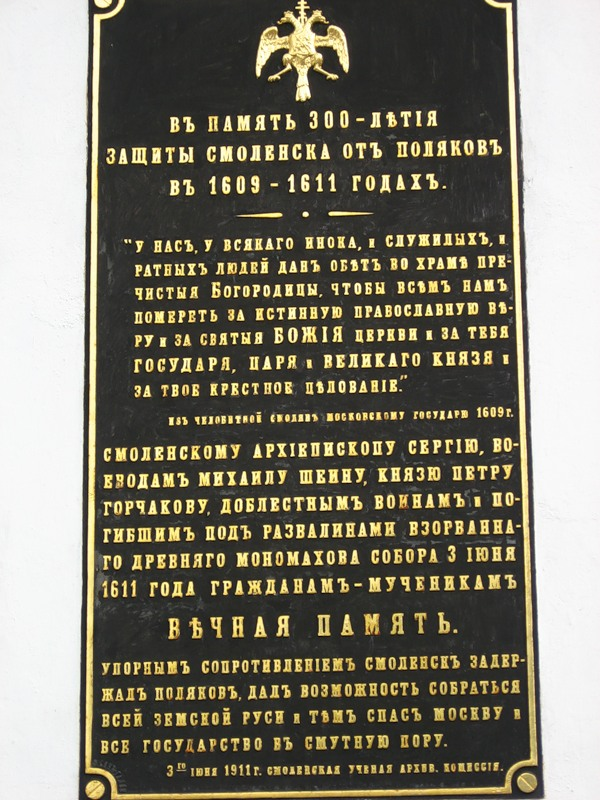 ВЪ ПАМЯТЬ 300-ЛѢТІЯ
ЗАЩИТЫ СМОЛЕНСКА ОТЪ ПОЛЯКОВЪ
ВЪ 1609-1611 ГОДАХЪ.
"У НАСЪ, У ВСЯКАГО ИНОКА, И СЛУЖИЛЫХЪ, И
РАТНЫХЪ ЛЮДЕЙ ДАНЪ ОБѢТЪ ВО ХРАМѢ ПРЕ-
ЧИСТЫЯ БОГОРОДИЦЫ, ЧТОБЫ ВСѢМЪ НАМЪ
ПОМЕРЕТЬ ЗА ИСТИННУЮ ПРАВОСЛАВНУЮ ВѢ-
РУ И ЗА СВЯТЫЯ БОЖІЯ ЦЕРКВИ И ЗА ТЕБЯ
ГОСУДАРЯ, ЦАРЯ И ВЕЛИКАГО КНЯЗЯ И
ЗА ТВОЕ КРЕСТНОЕ ЦѢЛОВАНІЕ."
ИЗЪ ЧЕЛОБИТНОЙ СМОЛЯНЪ МОСКОВСКОМУ ГОСУДАРЮ 1609 г.
СМОЛЕНСКОМУ АРХІЕПИСКОПУ СЕРГІЮ, ВО-
ЕВОДАМЪ МИХАИЛУ ШЕИНУ, КНЯЗЮ ПЕТРУ
ГОРЧАКОВУ, ДОБЛЕСТНЫМЪ ВОИНАМЪ И ПО-
ГИБШИМЪ ПОДЪ РАЗВАЛИНАМИ ВЗОРВАННА-
ГО ДРЕВНЯГО МОНОМАХОВА СОБОРА 3 ІЮНЯ
1611 ГОДА ГРАЖДАНАМЪ-МУЧЕНИКАМЪ
ВѢЧНАЯ ПАМЯТЬ.
УПОРНЫМЪ СОПРОТИВЛЕНІЕМЪ СМОЛЕНСКЪ ЗАДЕР-
ЖАЛЪ ПОЛЯКОВЪ, ДАЛЪ ВОЗМОЖНОСТЬ СОБРАТЬСЯ
ВСЕЙ ЗЕМСКОЙ РУСИ И ТѢМЪ СПАСЪ МОСКВУ И
ВСЕ ГОСУДАРСТВО ВЪ СМУТНУЮ ПОРУ.
3го ІЮНЯ 1911 г. СМОЛЕНСКАЯ УЧЕНАЯ АРХИВ. КОМИССІЯ.